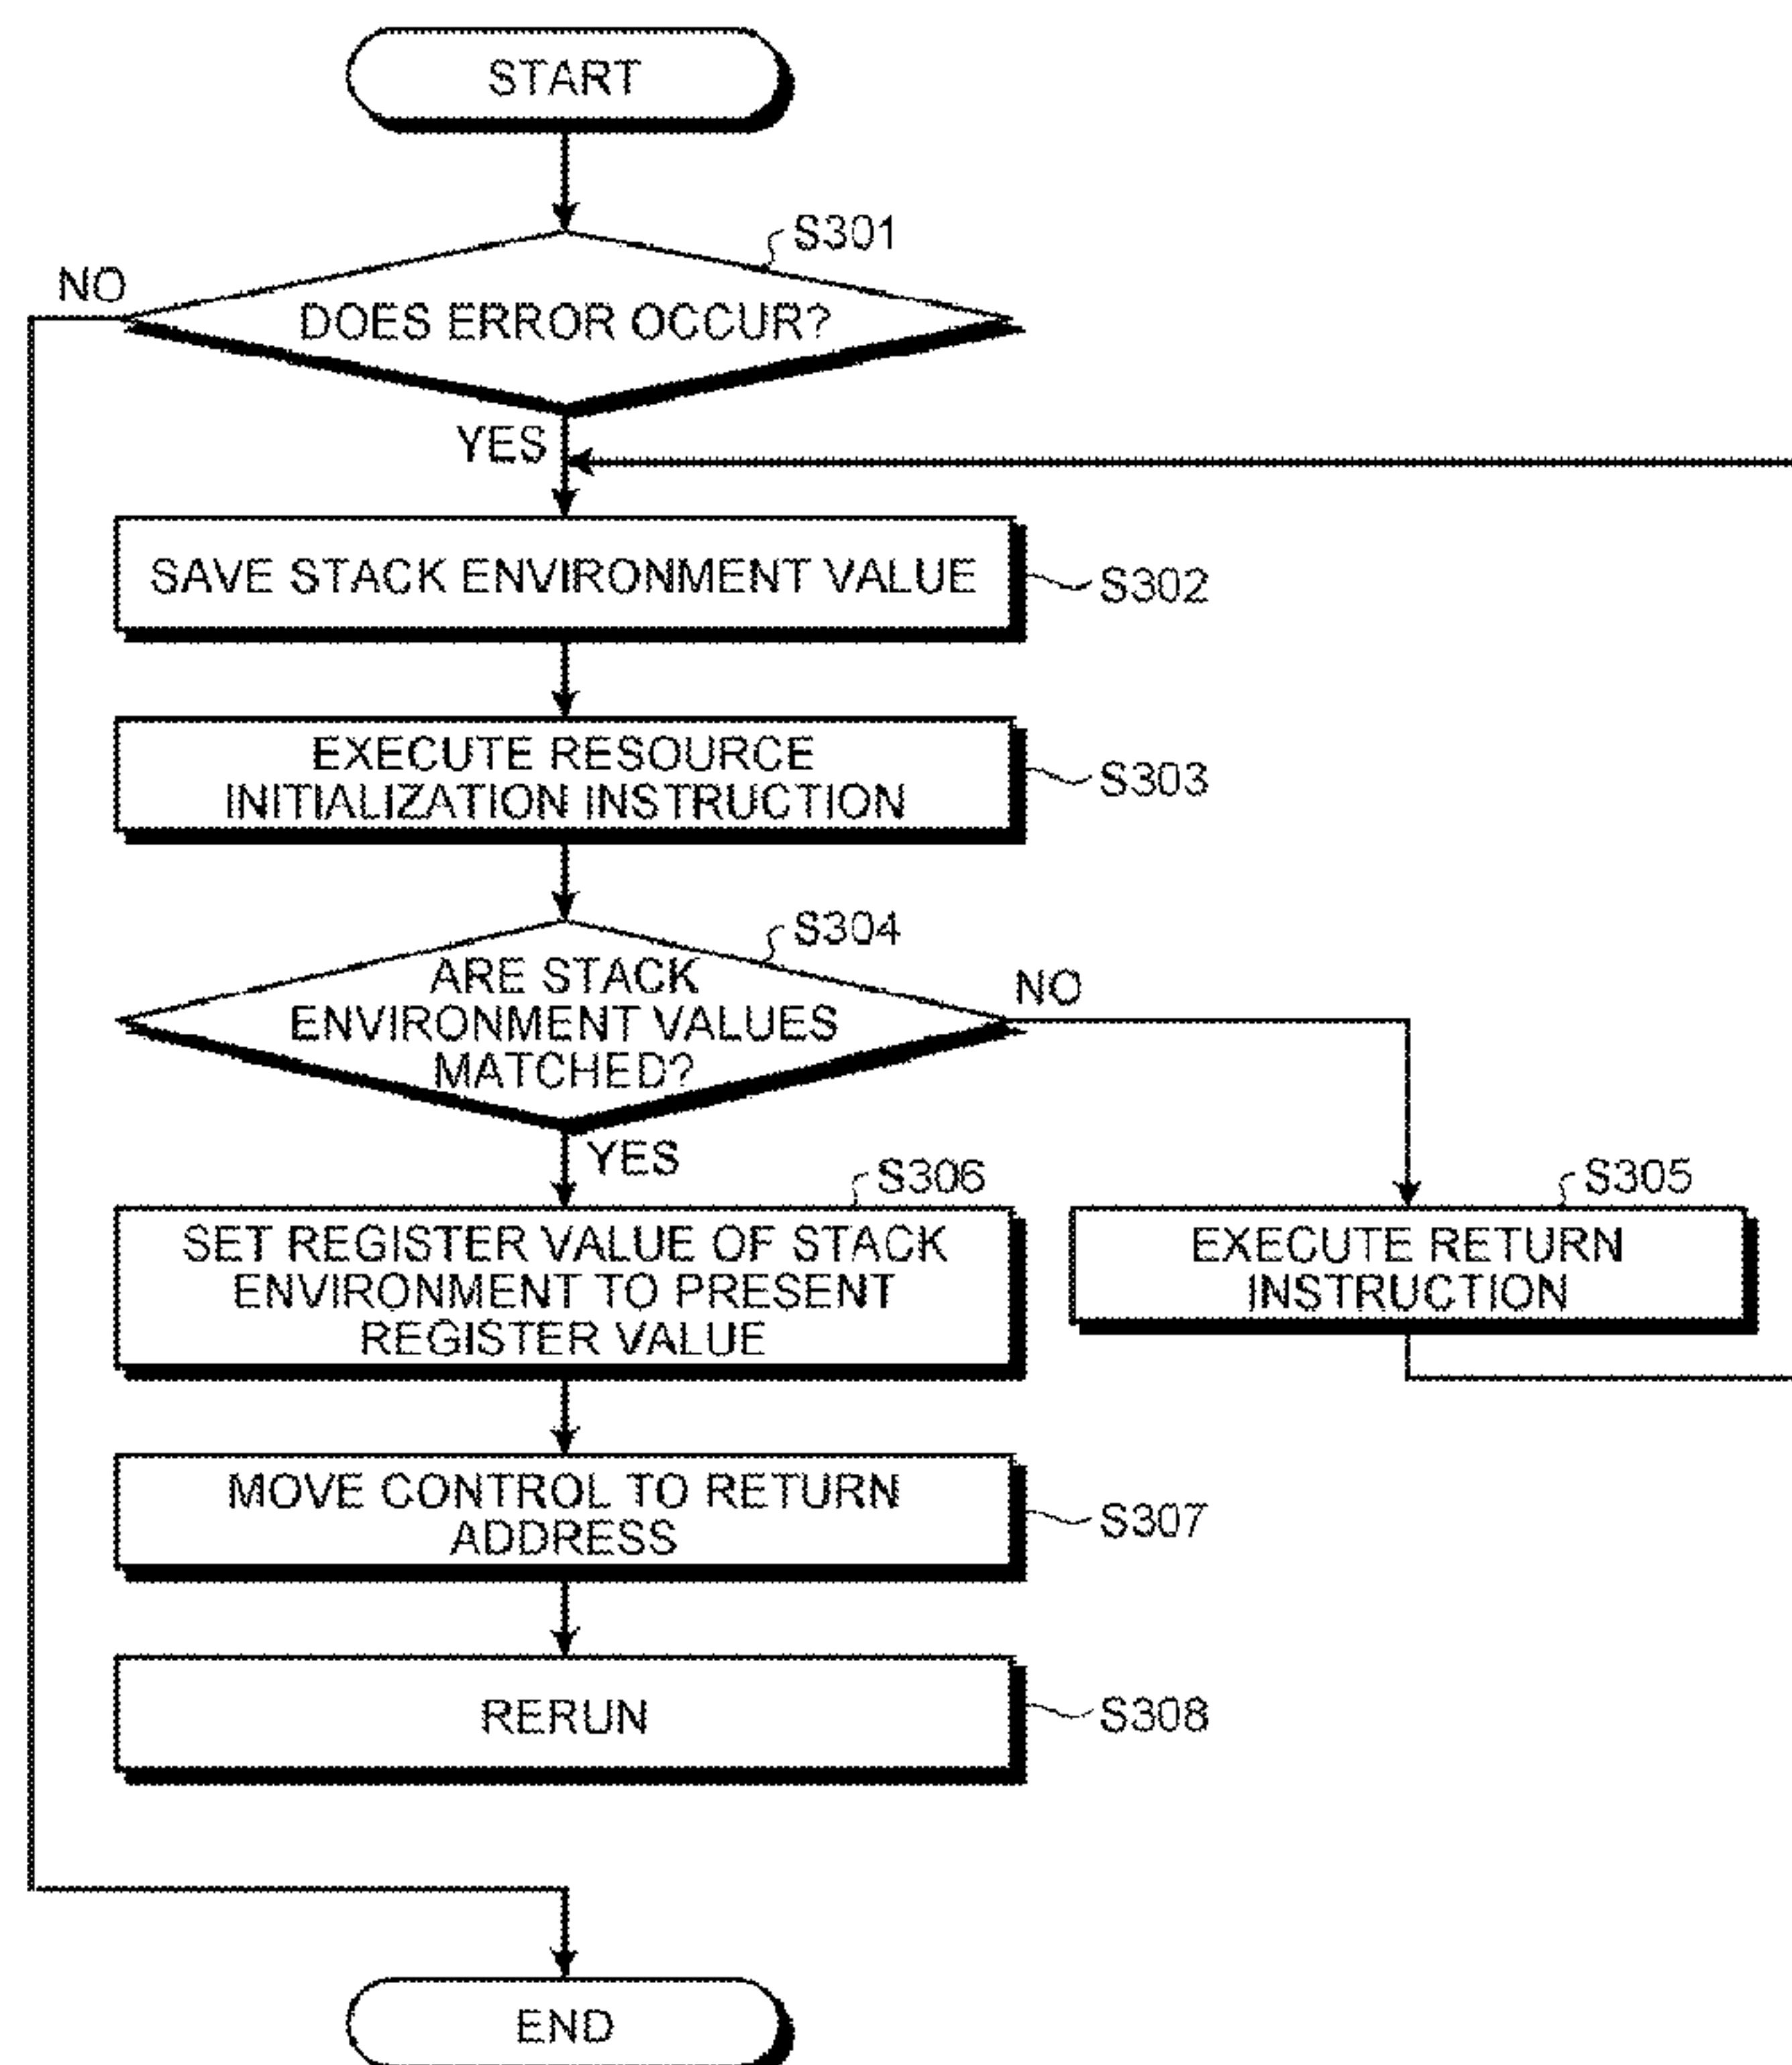 START
S301
NO
DOES ERROR OCCUR?
YES
SAVE STACK ENVIRONMENT VALUE
S302
EXECUTE RESOURCE
INITIALIZATION INSTRUCTION
S303
S304
ARE STACK
ENVIRONMENT VALUES
MATCHED?
NO
YES
S306
SET REGISTER VALUE OF STACK
ENVIRONMENT TO PRESENT
REGISTER VALUE
S305
EXECUTE RETURN
INSTRUCTION
MOVE CONTROL TO RETURN
ADDRESS
S307
RERUN
S308
END